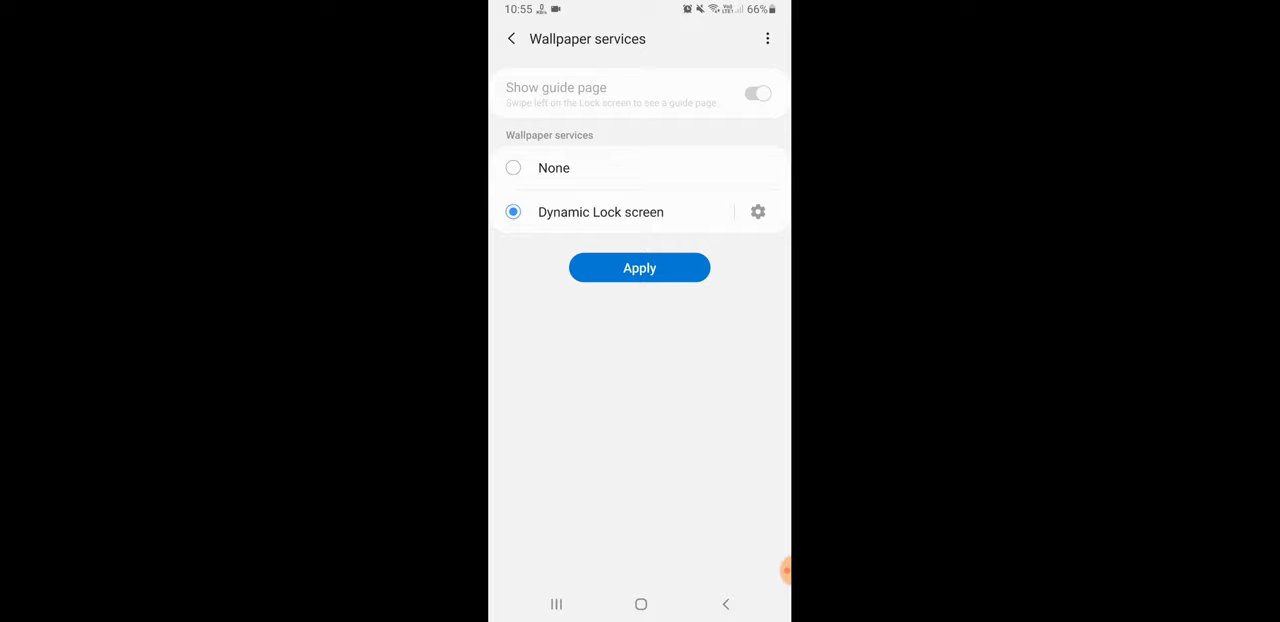 10:55 66%
Wallpaper services
Show guide page
Swipe left on the Lock screen to see a guide page.
Wallpaper services
None
Dynamic Lock screen
Apply